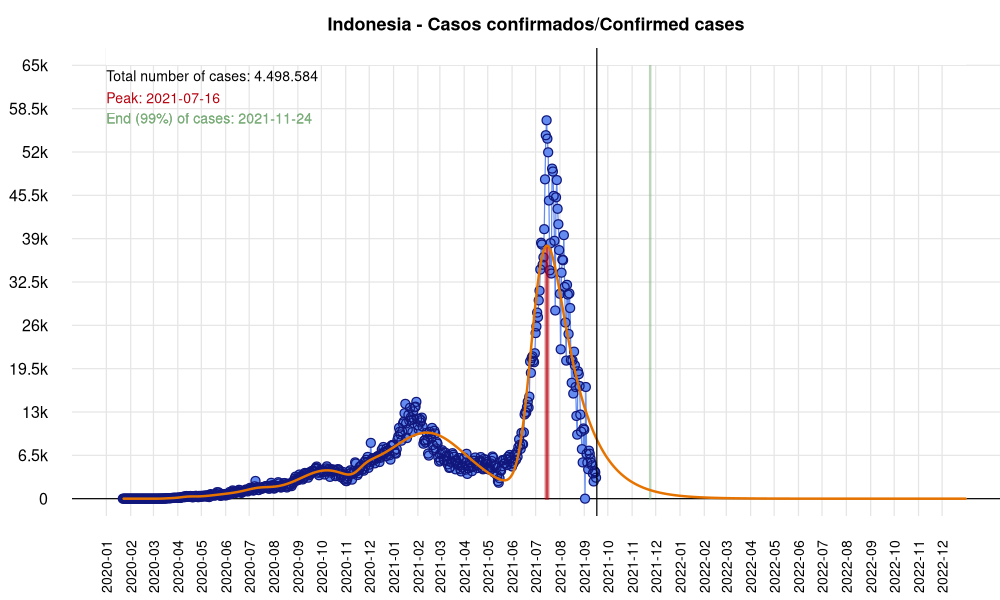 Indonesia - Casos confirmados/Confirmed cases
Total number of cases: 4.498.584
Peak: 2021-07-16
End (99%) of cases: 2021-11-24
65k
58.5k
52k
45.5k
39k
32.5k
26k
19.5k
13k
6.5k
0
2020-01
2020-02
2020-03
2020-04
2020-05
2020-06
2020-07
2020-08
2020-09
2020-10
2020-11
2020-12
2021-01
2021-02
2021-03
2021-04
2021-05
2021-06
2021-07
2021-08
2021-09
2021-10
2021-11
2021-12
2022-01
2022-02
2022-03
2022-04
2022-05
2022-06
2022-07
2022-08
2022-09
2022-10
2022-11
2022-12